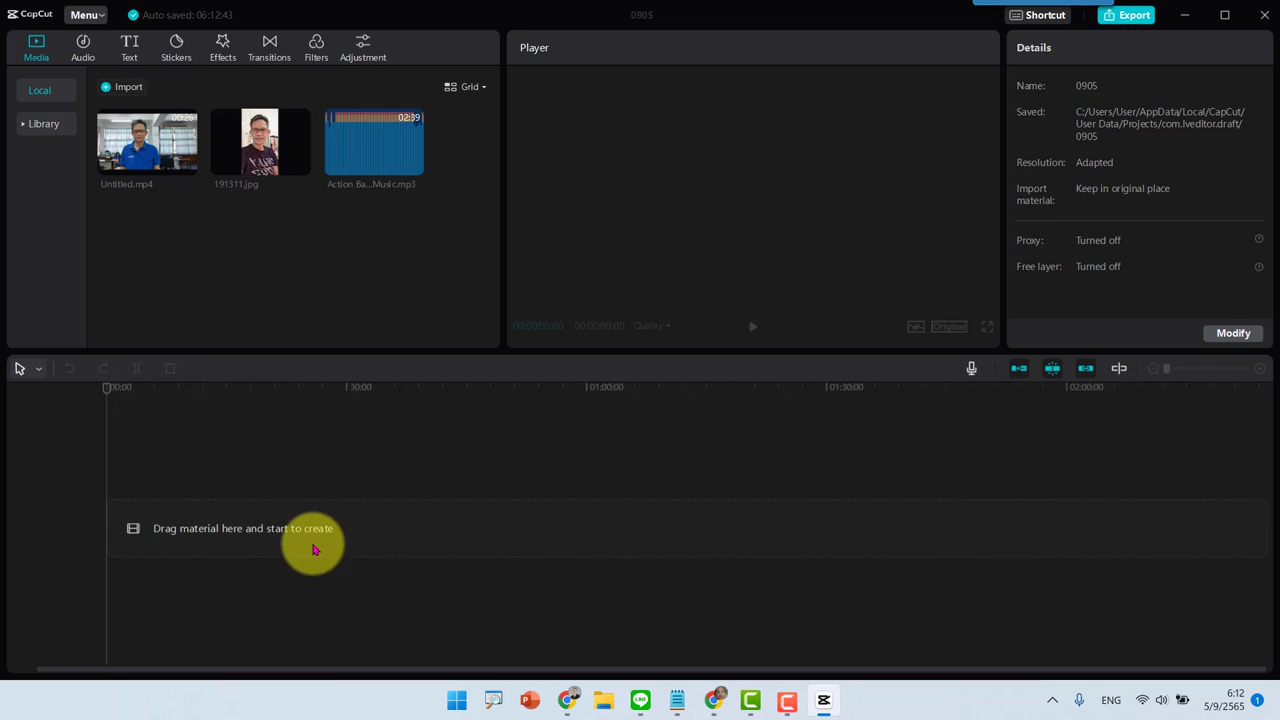 CapCut
Menu
Auto saved: 06:12:43
0905
Shortcut
Export
Media
Audio
Text
Stickers
Effects
Transitions
Filters
Adjustment
Local
Library
Import
Grid
00:26
Untitled.mp4
191311.jpg
02:39
Action Ba...Music.mp3
Player
00:00:00:00
00:00:00:00
Quality
Original
Details
Name:
0905
Saved:
C:/Users/User/AppData/Local/CapCut/
User Data/Projects/com.lveditor.draft/
0905
Resolution:
Adapted
Import
material:
Keep in original place
Proxy:
Turned off
Free layer:
Turned off
Modify
00:00
30:00
01:00:00
01:30:00
02:00:00
Drag material here and start to create
ENG
6:12
5/9/2565
1